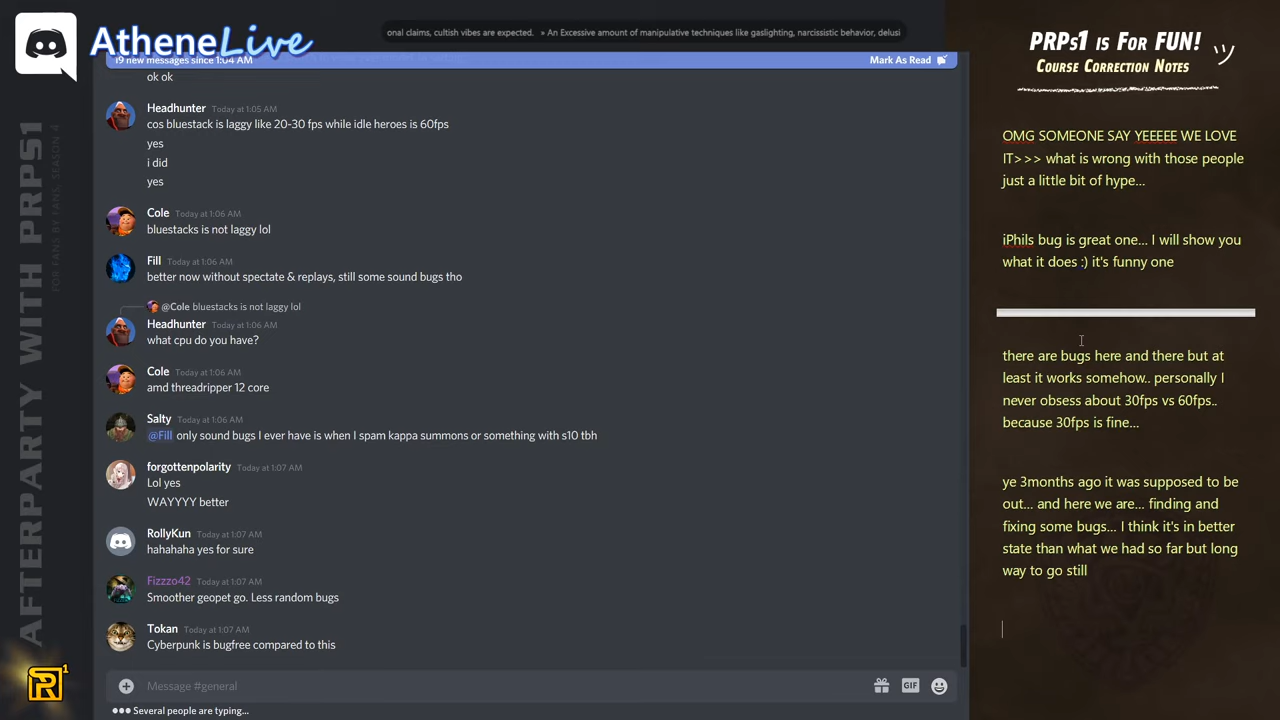 AtheneLive
onal claims, cultish vibes are expected. » An Excessive amount of manipulative techniques like gaslighting, narcissistic behavior, delusi
19 new messages since 1:04 AM
Mark As Read
ok ok
Headhunter Today at 1:05 AM
cos bluestack is laggy like 20-30 fps while idle heroes is 60fps
yes
i did
yes
Cole Today at 1:06 AM
bluestacks is not laggy lol
Fill Today at 1:06 AM
better now without spectate & replays, still some sound bugs tho
@Cole bluestacks is not laggy lol
Headhunter Today at 1:06 AM
what cpu do you have?
Cole Today at 1:06 AM
amd threadripper 12 core
Salty Today at 1:06 AM
@Fill only sound bugs I ever have is when I spam kappa summons or something with s10 tbh
forgottenpolarity Today at 1:07 AM
Lol yes
WAYYYY better
RollyKun Today at 1:07 AM
hahahaha yes for sure
Fizzzo42 Today at 1:07 AM
Smoother geopet go. Less random bugs
Tokan Today at 1:07 AM
Cyberpunk is bugfree compared to this
Message #general
GIF
Several people are typing...
AFTERPARTY WITH PRPS1
FOR FANS BY FANS, SEASON 4
R1
PRPs1 is For FUN!
Course Correction Notes
ツ
OMG SOMEONE SAY YEEEEE WE LOVE
IT>>> what is wrong with those people
just a little bit of hype...
iPhils bug is great one... I will show you
what it does :) it's funny one
there are bugs here and there but at
least it works somehow.. personally I
never obsess about 30fps vs 60fps..
because 30fps is fine...
ye 3months ago it was supposed to be
out... and here we are... finding and
fixing some bugs... I think it's in better
state than what we had so far but long
way to go still